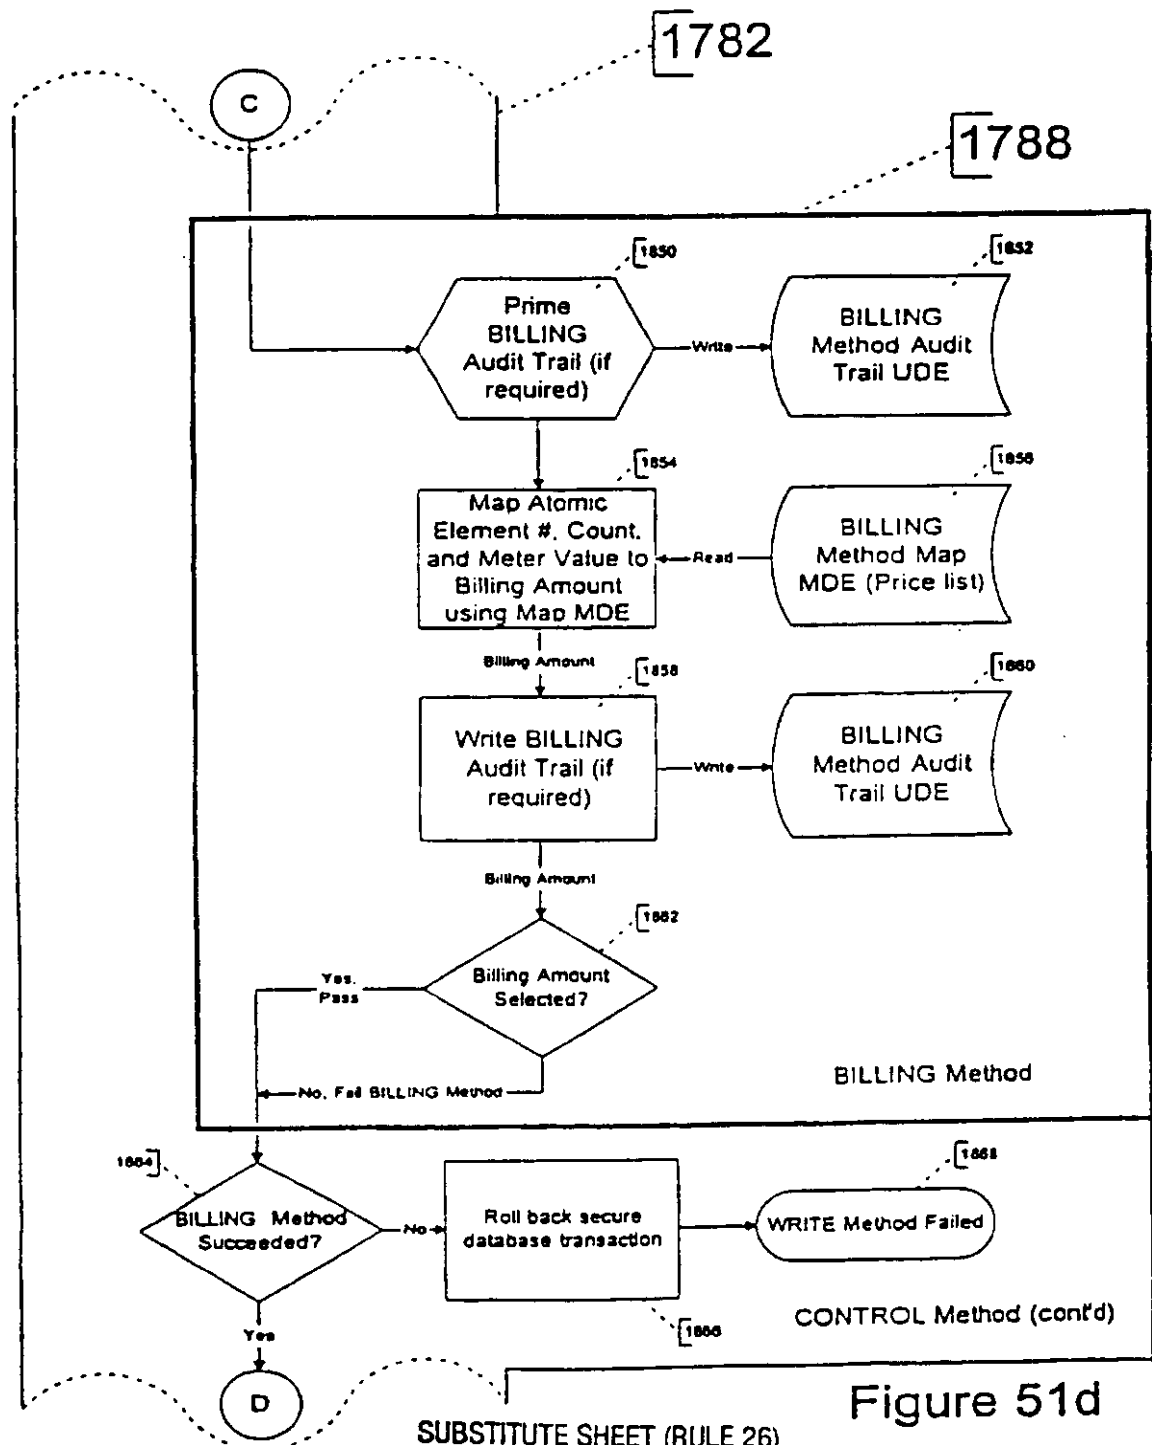 1782
C
1788
1850
1852
Prime
BILLING
Audit Trail (if
required)
Write
BILLING
Method Audit
Trail UDE
1854
1856
Map Atomic
Element #, Count,
and Meter Value to
Billing Amount
using Map MDE
Read
BILLING
Method Map
MDE (Price list)
Billing Amount
1858
1860
Write BILLING
Audit Trail (if
required)
Write
BILLING
Method Audit
Trail UDE
Billing Amount
1862
Yes,
Pass
Billing Amount
Selected?
No, Fail BILLING Method
BILLING Method
1864
1868
BILLING Method
Succeeded?
No
Roll back secure
database transaction
WRITE Method Failed
1866
CONTROL Method (cont'd)
Yes
D
Figure 51d
SUBSTITUTE SHEET (RULE 26)